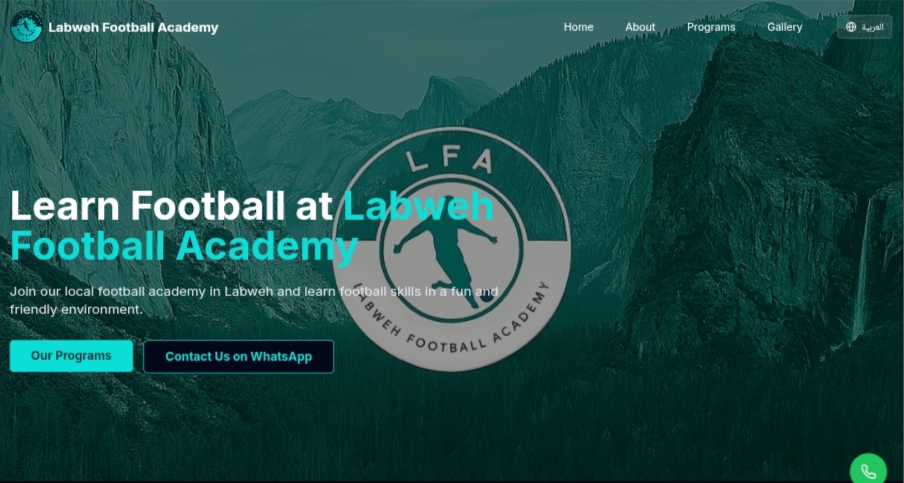 Labweh Football Academy
Home
About
Programs
Gallery
العربية
LFA
Learn Football at Labweh
Football Academy
Join our local football academy in Labweh and learn football skills in a fun and
friendly environment.
LABWEH FOOTBALL ACADEMY
Our Programs
Contact Us on WhatsApp